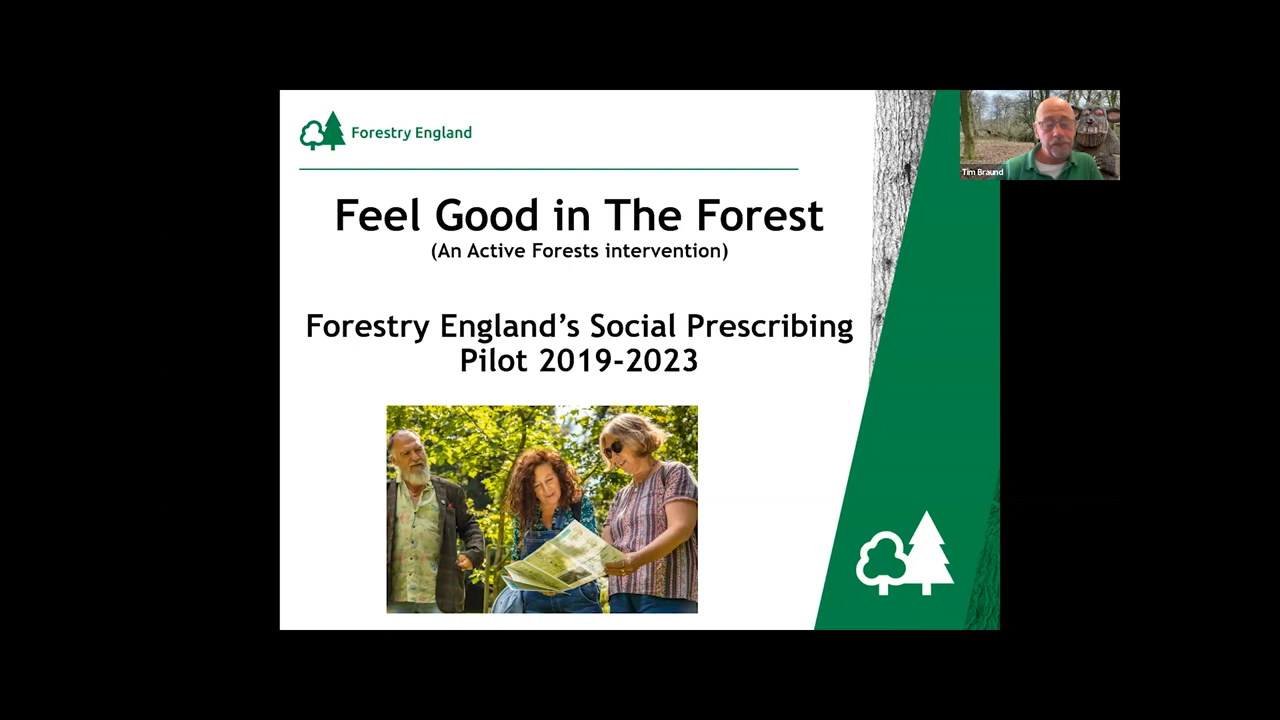 Forestry England
Feel Good in The Forest
(An Active Forests intervention)
Forestry England’s Social Prescribing
Pilot 2019-2023
Tim Braund